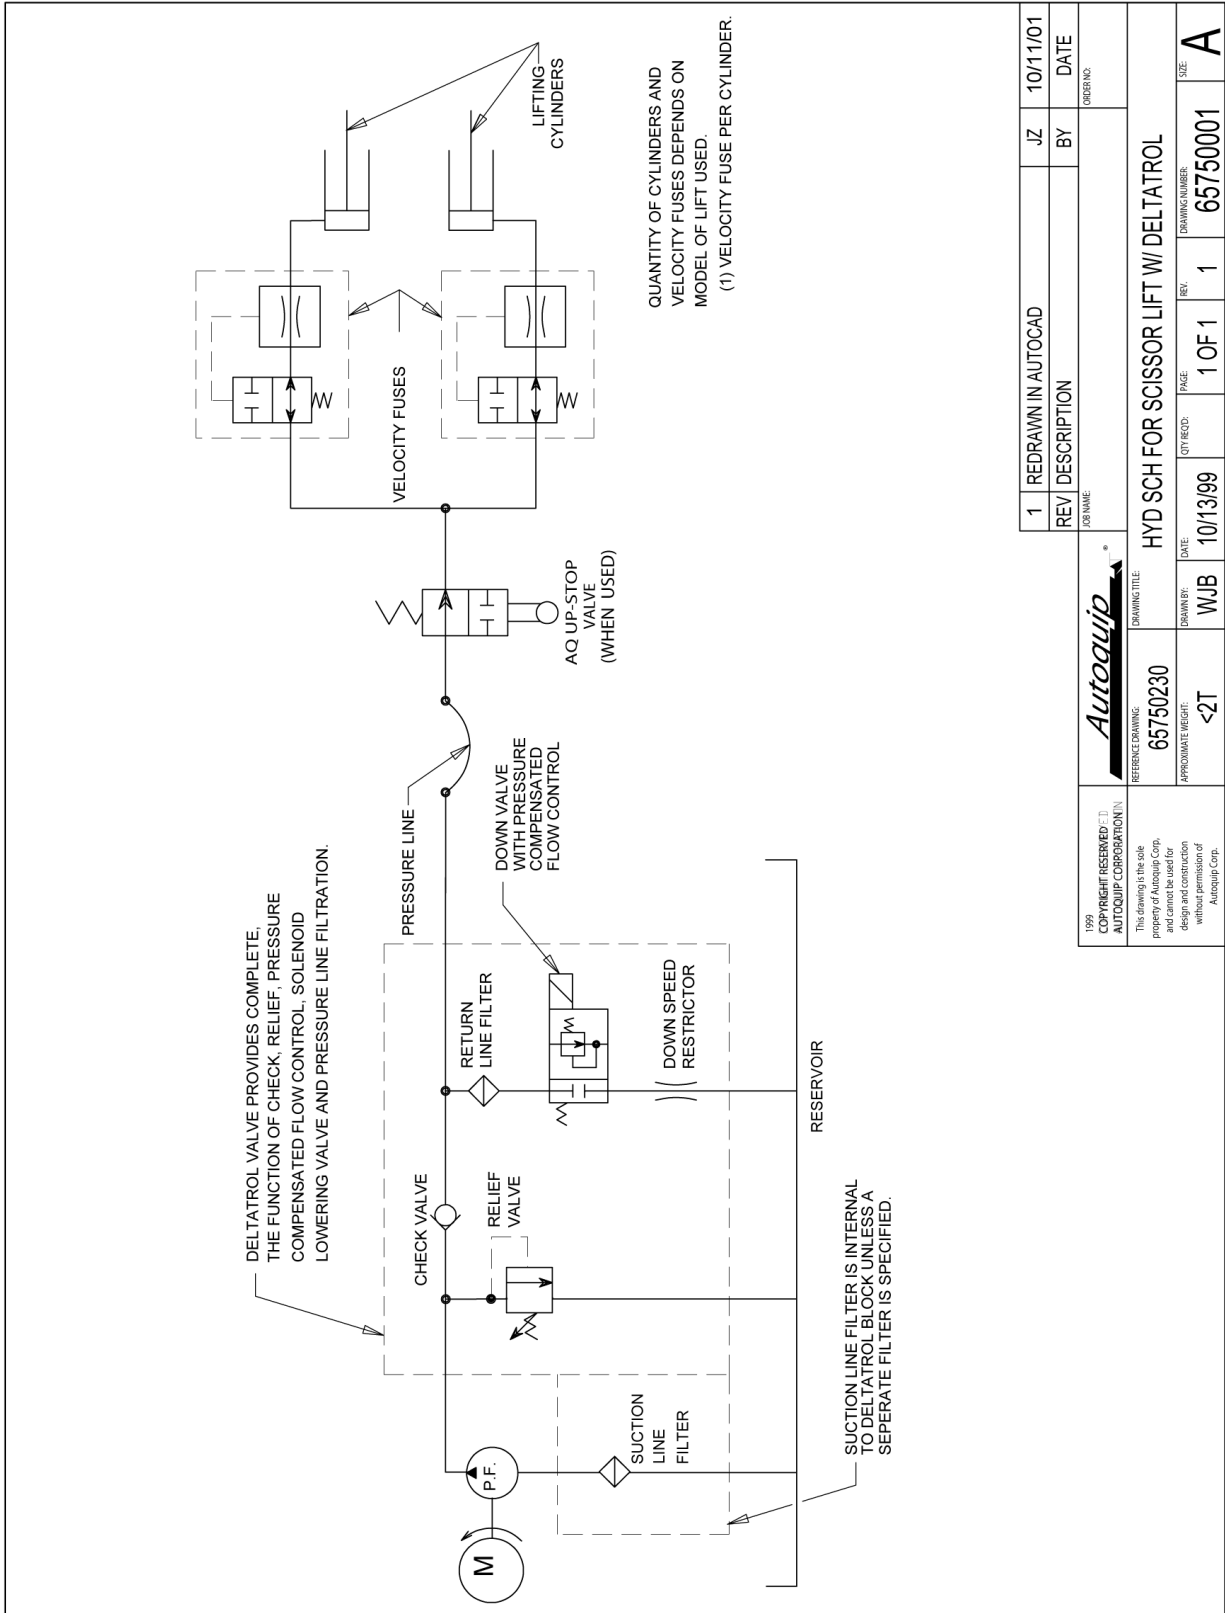 DELTATROL VALVE PROVIDES COMPLETE,
THE FUNCTION OF CHECK, RELIEF, PRESSURE
COMPENSATED FLOW CONTROL, SOLENOID
LOWERING VALVE AND PRESSURE LINE FILTRATION.
M
P.F.
SUCTION
LINE
FILTER
CHECK VALVE
RELIEF
VALVE
RETURN
LINE FILTER
DOWN SPEED
RESTRICTOR
PRESSURE LINE
DOWN VALVE
WITH PRESSURE
COMPENSATED
FLOW CONTROL
RESERVOIR
SUCTION LINE FILTER IS INTERNAL
TO DELTATROL BLOCK UNLESS A
SEPERATE FILTER IS SPECIFIED.
AQ UP-STOP
VALVE
(WHEN USED)
VELOCITY FUSES
LIFTING
CYLINDERS
QUANTITY OF CYLINDERS AND
VELOCITY FUSES DEPENDS ON
MODEL OF LIFT USED.
(1) VELOCITY FUSE PER CYLINDER.
1 REDRAWN IN AUTOCAD JZ 10/11/01
REV DESCRIPTION BY DATE
1999
COPYRIGHT RESERVED
AUTOQUIP CORPORATION
This drawing is the sole
property of Autoquip Corp,
and cannot be used for
design and construction
without permission of
Autoquip Corp.
Autoquip®
JOB NAME:
ORDER NO:
REFERENCE DRAWING:
65750230
DRAWING TITLE:
HYD SCH FOR SCISSOR LIFT W/ DELTATROL
APPROXIMATE WEIGHT:
<2T
DRAWN BY:
WJB
DATE:
10/13/99
QTY REQ'D:
PAGE:
1 OF 1
REV.
1
DRAWING NUMBER:
65750001
SIZE:
A